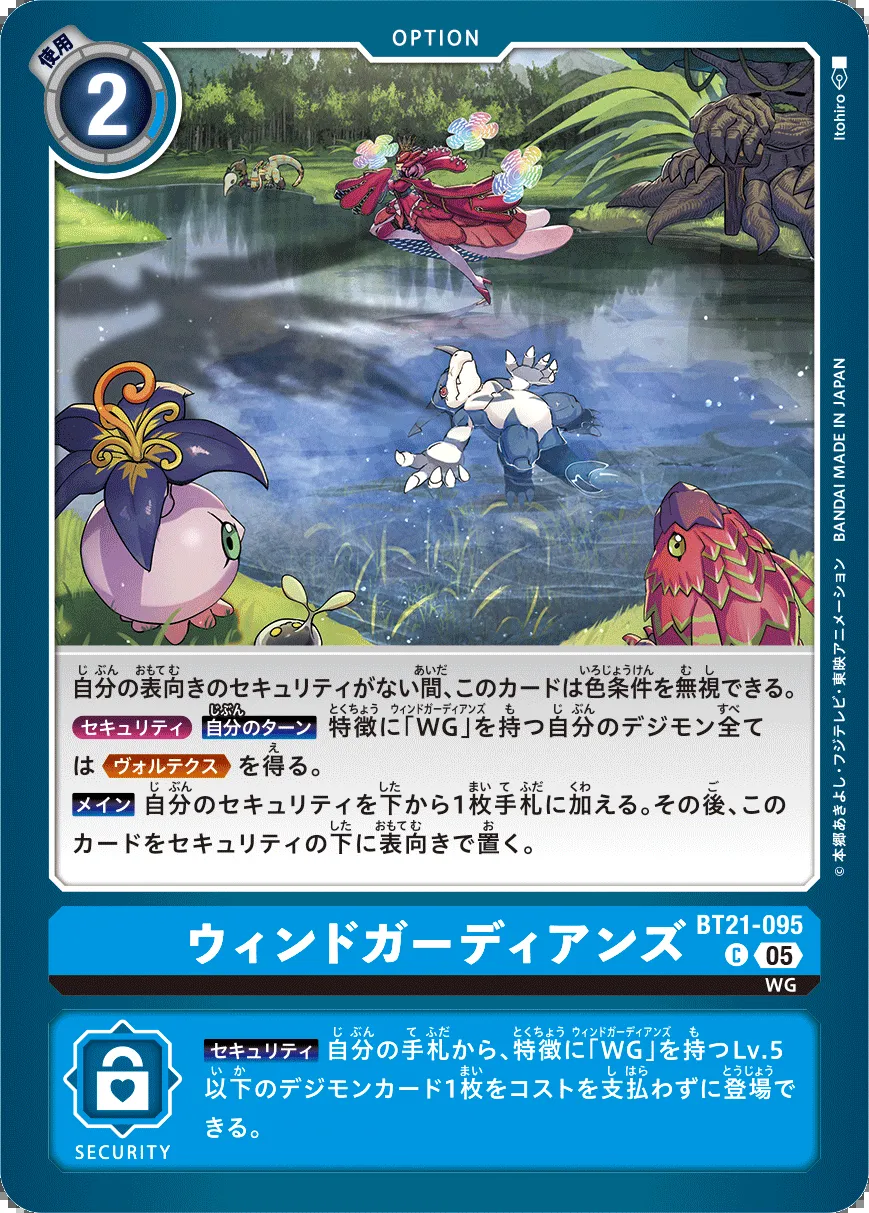 OPTION
使用
2
Itohiro
自分の表向きのセキュリティがない間、このカードは色条件を無視できる。
セキュリティ 自分のターン 特徴に「WG」を持つ自分のデジモン全て
は ヴォルテクス を得る。
メイン 自分のセキュリティを下から1枚手札に加える。その後、この
カードをセキュリティの下に表向きで置く。
©本郷あきよし・フジテレビ・東映アニメーション BANDAI MADE IN JAPAN
ウィンドガーディアンズ
BT21-095
C 05
WG
セキュリティ 自分の手札から、特徴に「WG」を持つLv.5
以下のデジモンカード1枚をコストを支払わずに登場で
きる。
SECURITY